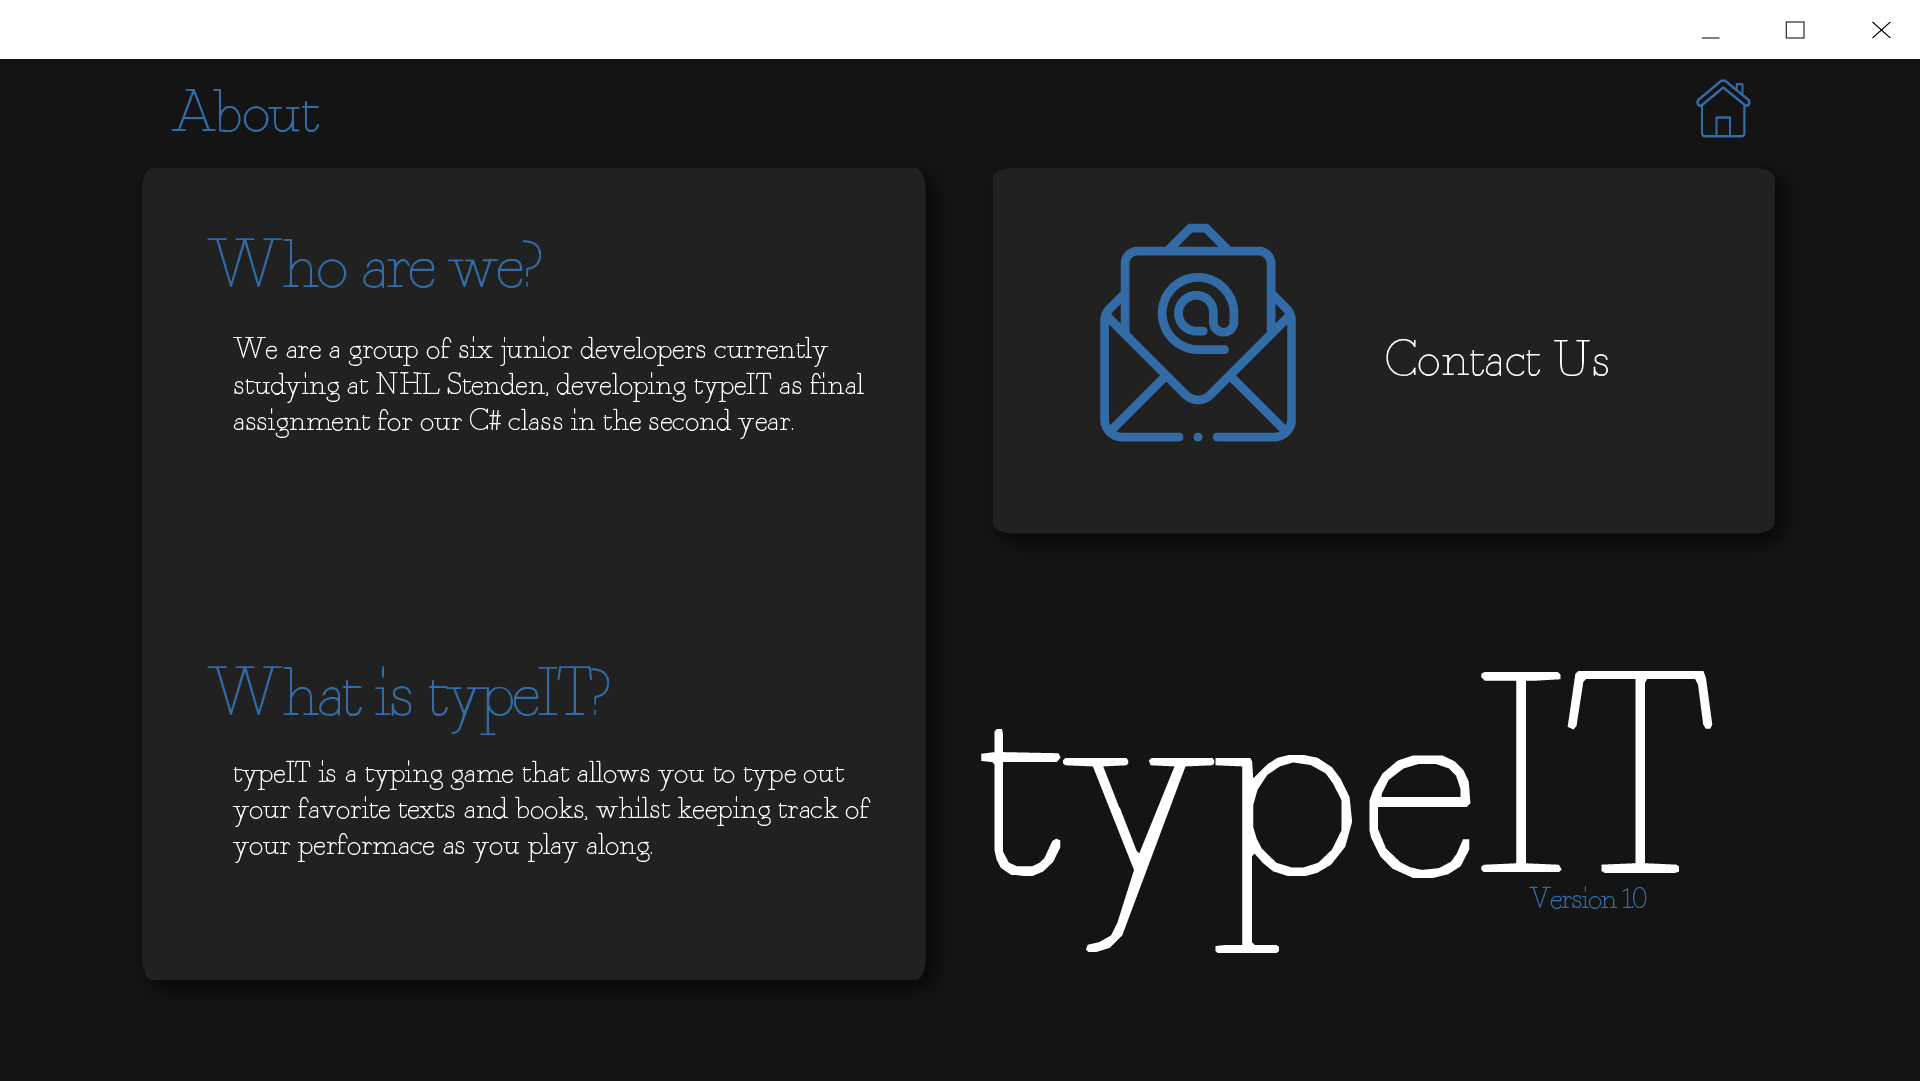 About
Who are we?
We are a group of six junior developers currently
studying at NHL Stenden, developing typeIT as final
assignment for our C# class in the second year.
What is typeIT?
typeIT is a typing game that allows you to type out
your favorite texts and books, whilst keeping track of
your performace as you play along.
Contact Us
typeIT
Version 1.0